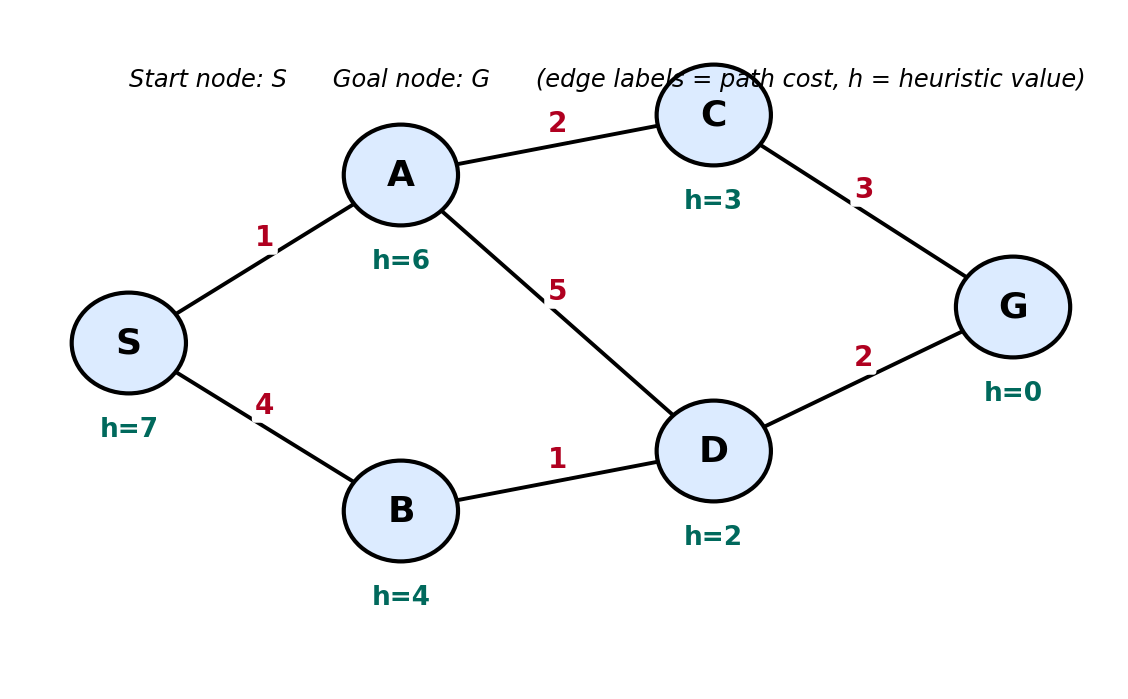 Start node: S Goal node: G (edge labels = path cost, h = heuristic value)
C
2
A
3
h=3
1
h=6
5
G
S
2
h=0
4
h=7
D
1
B
h=2
h=4